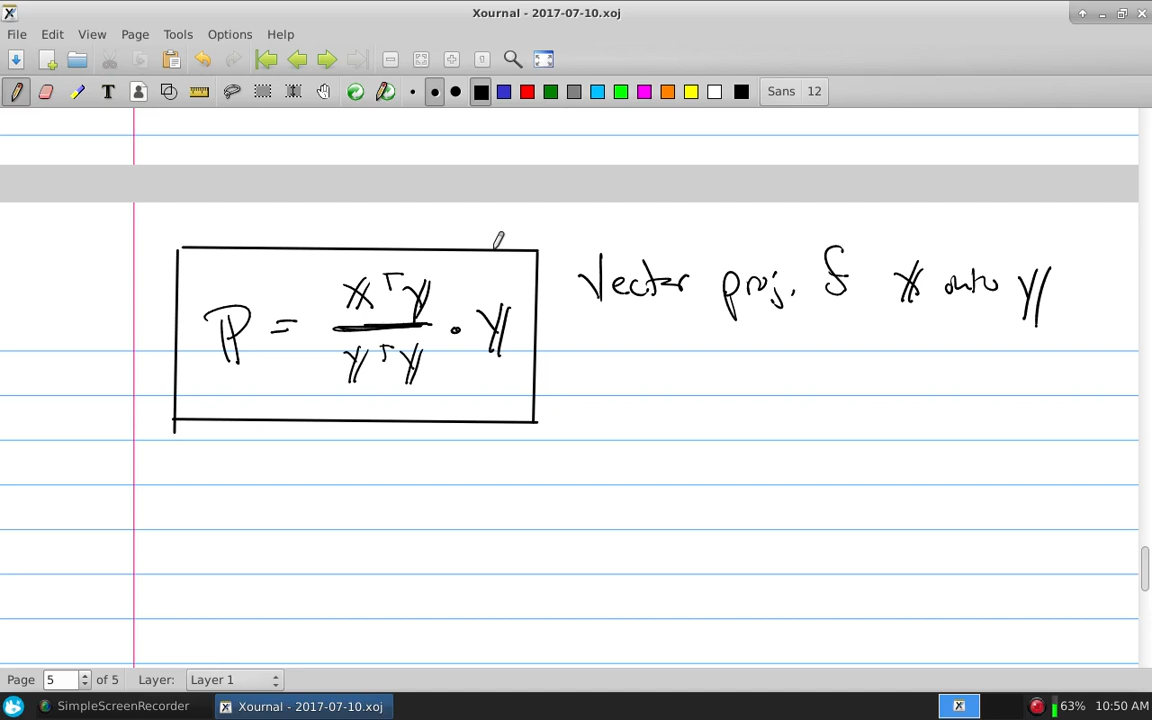 Xournal - 2017-07-10.xoj
File Edit View Page Tools Options Help
Sans 12
P = xᵀy / yᵀy · y
Vector proj. of x onto y
Page 5 of 5 Layer: Layer 1
SimpleScreenRecorder Xournal - 2017-07-10.xoj 63% 10:50 AM